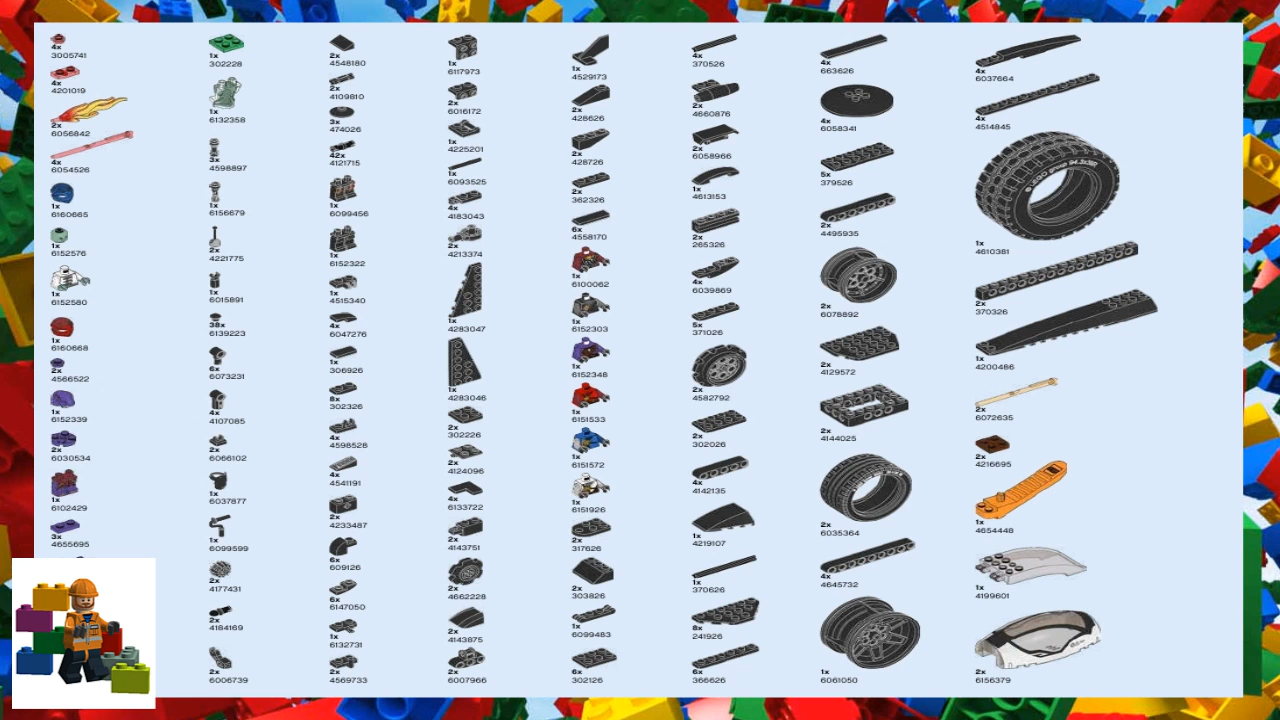 4x
3005741
4x
4201019
2x
6056842
4x
6054526
1x
6160665
1x
6152576
1x
6152580
1x
6160668
2x
4566522
1x
6152339
2x
6030534
1x
6102429
3x
4655695
1x
302228
1x
6132358
3x
4598897
1x
6156679
2x
4221775
1x
6015891
38x
6139223
6x
6073231
4x
4107085
2x
6066102
1x
6037877
1x
6099599
2x
4177431
2x
4184169
2x
6006739
2x
4548180
2x
4109810
3x
474026
42x
4121715
1x
6099456
1x
6152322
1x
4515340
4x
6047276
1x
306926
8x
302326
4x
4598528
4x
4541191
2x
4233487
6x
609126
6x
6147050
1x
6132731
2x
4569733
1x
6117973
2x
6016172
1x
4225201
1x
6093525
4x
4183043
2x
4213374
1x
4283047
1x
4283046
2x
302226
2x
4124096
4x
6133722
2x
4143751
2x
4662228
2x
4143875
2x
6007966
1x
4529173
2x
428626
2x
428726
2x
362326
6x
4558170
1x
6100062
1x
6152303
1x
6152348
1x
6151533
1x
6151572
1x
6151926
2x
317626
2x
303826
1x
6099483
6x
302126
4x
370526
2x
4660876
2x
6058966
1x
4613153
2x
265326
4x
6039869
5x
371026
2x
4582792
2x
302026
4x
4142135
1x
4219107
1x
370626
8x
241926
6x
366626
4x
663626
4x
6058341
5x
379526
2x
4495935
2x
6078892
2x
4129572
2x
4144025
2x
6035364
4x
4645732
1x
6061050
4x
6037664
4x
4514845
1x
4610381
2x
370326
1x
4200486
2x
6072635
2x
4216695
1x
4654448
1x
4199601
2x
6156379